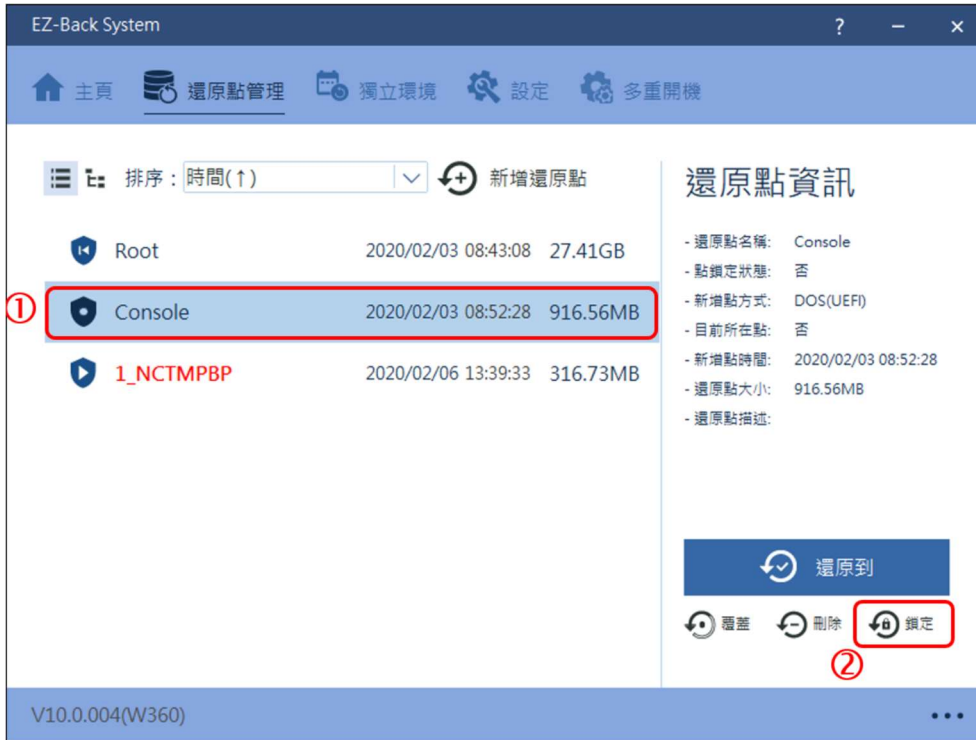 EZ-Back System ? − ×
主頁 還原點管理 獨立環境 設定 多重開機
排序：時間(↑) 新增還原點
Root 2020/02/03 08:43:08 27.41GB
① Console 2020/02/03 08:52:28 916.56MB
1_NCTMPBP 2020/02/06 13:39:33 316.73MB
還原點資訊
- 還原點名稱: Console
- 點鎖定狀態: 否
- 新增點方式: DOS(UEFI)
- 目前所在點: 否
- 新增點時間: 2020/02/03 08:52:28
- 還原點大小: 916.56MB
- 還原點描述:
還原到
覆蓋 刪除 鎖定
②
V10.0.004(W360)